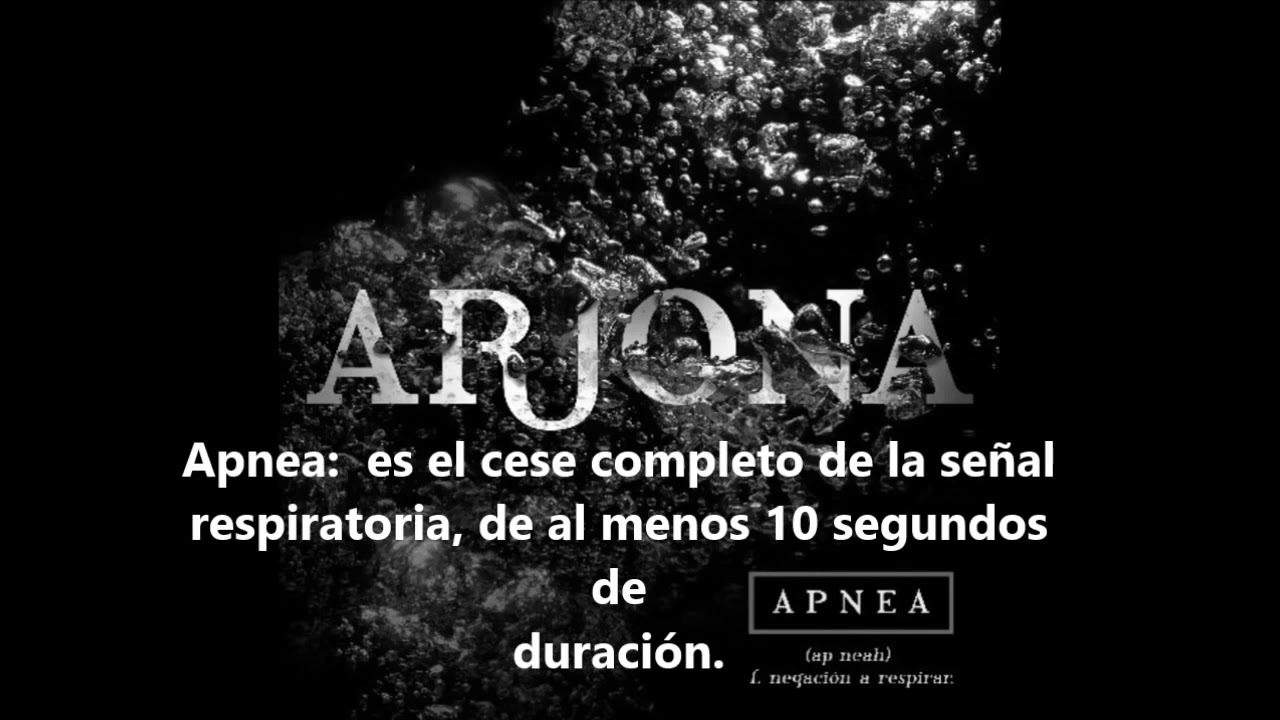 ARJONA
Apnea:  es el cese completo de la señal
respiratoria, de al menos 10 segundos
de
duración.
APNEA
(ap neah)
f. negación a respirar.